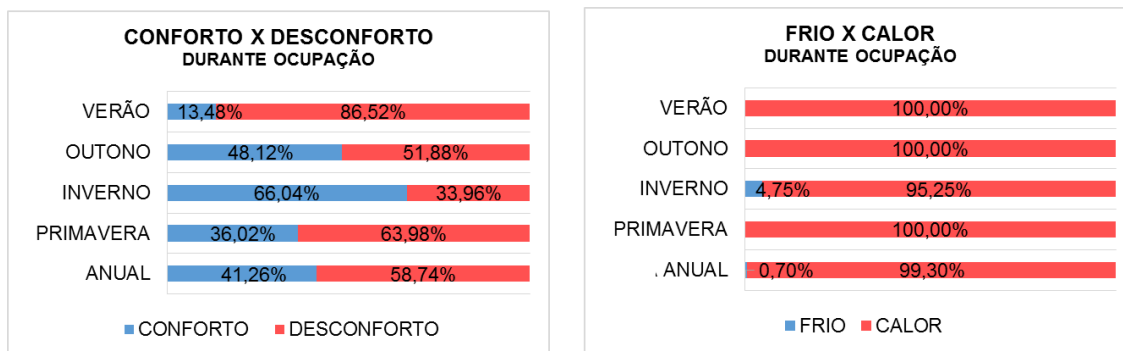 CONFORTO X DESCONFORTO
DURANTE OCUPAÇÃO
VERÃO 13,48% 86,52%
OUTONO 48,12% 51,88%
INVERNO 66,04% 33,96%
PRIMAVERA 36,02% 63,98%
ANUAL 41,26% 58,74%
CONFORTO DESCONFORTO
FRIO X CALOR
DURANTE OCUPAÇÃO
VERÃO 100,00%
OUTONO 100,00%
INVERNO 4,75% 95,25%
PRIMAVERA 100,00%
ANUAL 0,70% 99,30%
FRIO CALOR